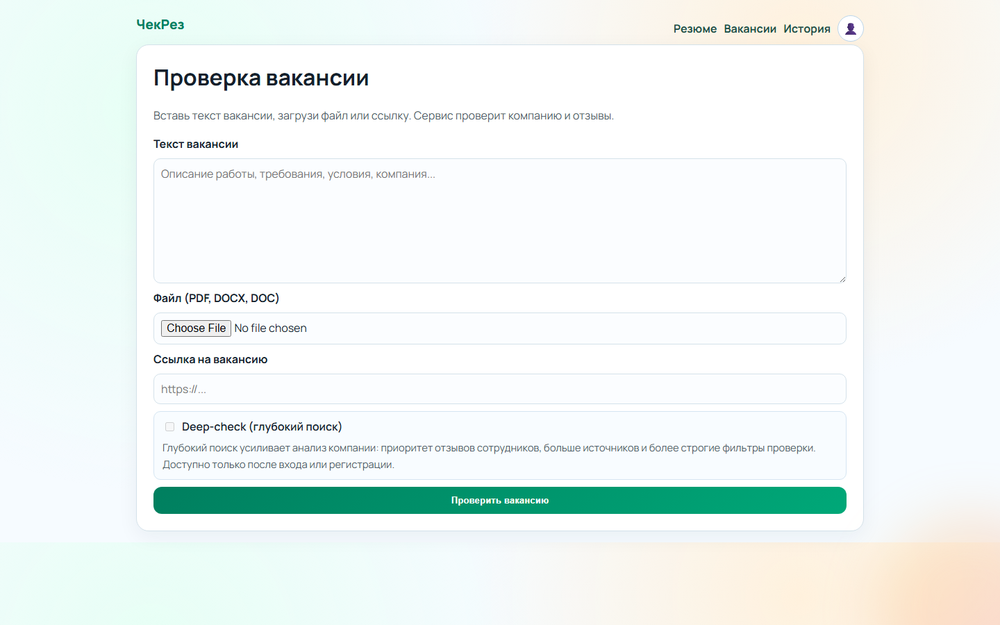 ЧекРез
Резюме Вакансии История
Проверка вакансии
Вставь текст вакансии, загрузи файл или ссылку. Сервис проверит компанию и отзывы.
Текст вакансии
Описание работы, требования, условия, компания...
Файл (PDF, DOCX, DOC)
Choose File No file chosen
Ссылка на вакансию
https://...
Deep-check (глубокий поиск)
Глубокий поиск усиливает анализ компании: приоритет отзывов сотрудников, больше источников и более строгие фильтры проверки.
Доступно только после входа или регистрации.
Проверить вакансию